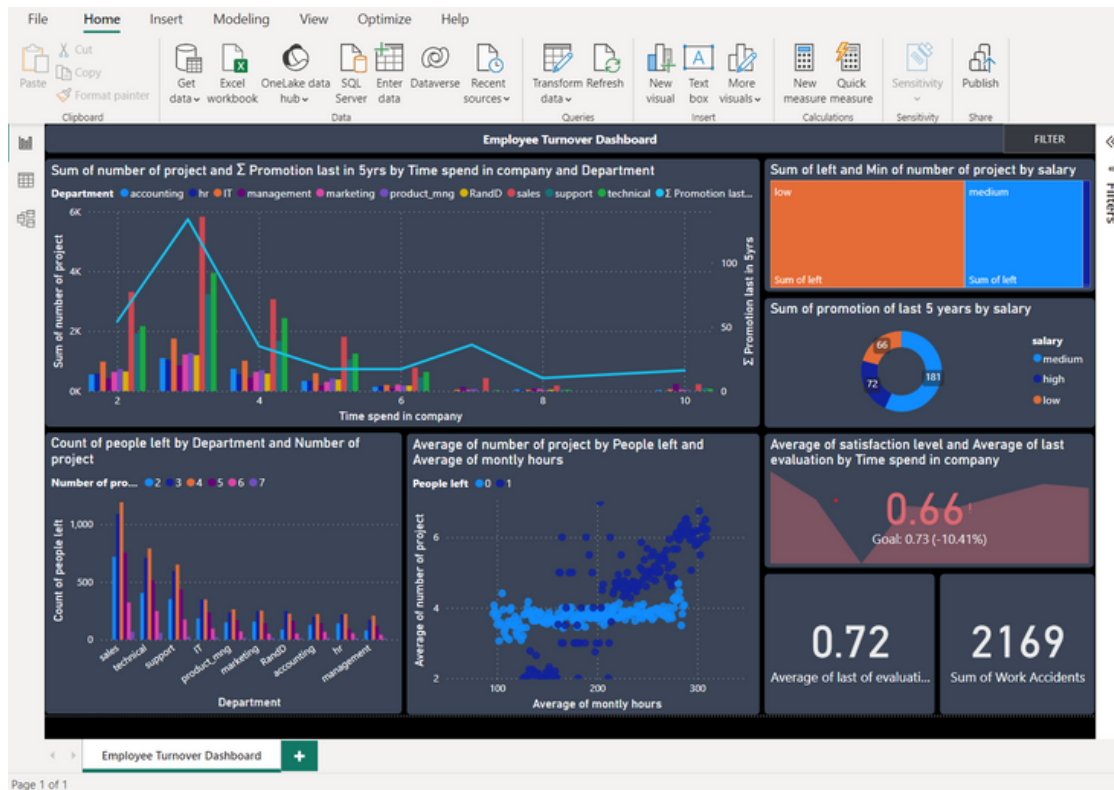 File Home Insert Modeling View Optimize Help
Paste
Cut
Copy
Format painter
Clipboard
Get data
Excel workbook
OneLake data hub
SQL Server
Enter data
Dataverse
Recent sources
Data
Transform data
Refresh
Queries
New visual
Text box
More visuals
Insert
New measure
Quick measure
Calculations
Sensitivity
Sensitivity
Publish
Share
Employee Turnover Dashboard
FILTER
Filters
Sum of number of project and Σ Promotion last in 5yrs by Time spend in company and Department
Department accounting hr IT management marketing product_mng RandD sales support technical Σ Promotion last...
Sum of number of project
6K
4K
2K
0K
2 4 6 8 10
Time spend in company
100
50
0
Σ Promotion last in 5yrs
Sum of left and Min of number of project by salary
low
medium
Sum of left
Sum of left
Sum of promotion of last 5 years by salary
66
72
181
salary
medium
high
low
Count of people left by Department and Number of
project
Number of pro... 2 3 4 5 6 7
Count of people left
1,000
500
0
sales technical support IT product_mng marketing RandD accounting hr management
Department
Average of number of project by People left and
Average of montly hours
People left 0 1
Average of number of project
6
4
2
100 200 300
Average of montly hours
Average of satisfaction level and Average of last
evaluation by Time spend in company
0.66!
Goal: 0.73 (-10.41%)
0.72
Average of last of evaluati...
2169
Sum of Work Accidents
Employee Turnover Dashboard
Page 1 of 1